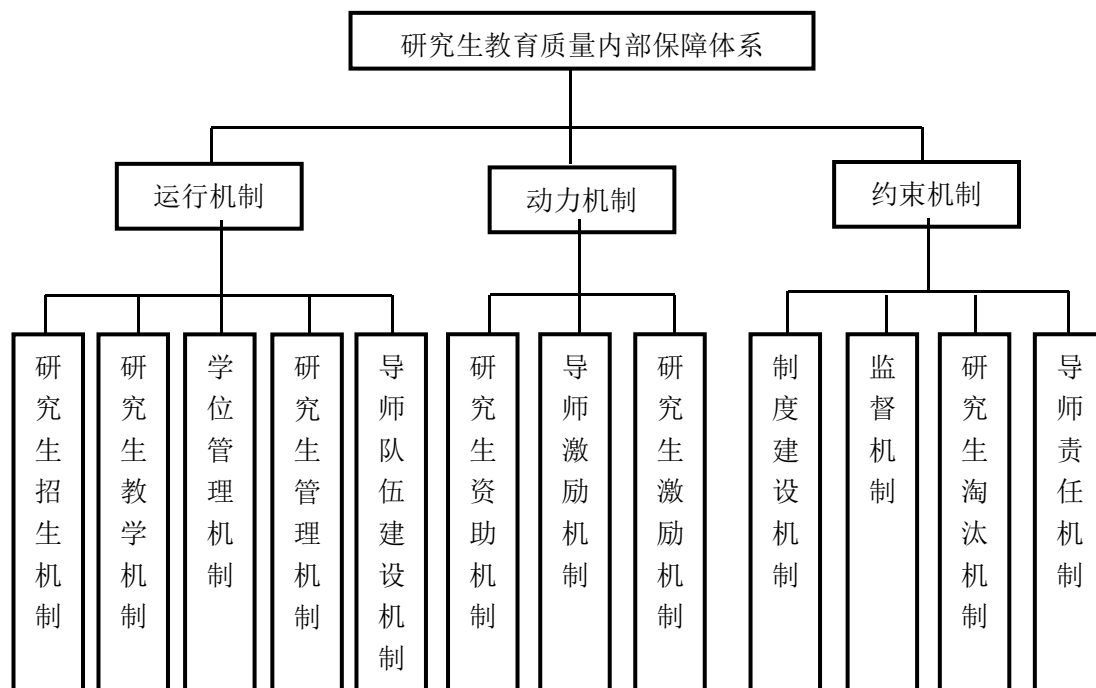 研究生教育质量内部保障体系
运行机制
动力机制
约束机制
研究生招生机制
研究生教学机制
学位管理机制
研究生管理机制
导师队伍建设机制
研究生资助机制
导师激励机制
研究生激励机制
制度建设机制
监督机制
研究生淘汰机制
导师责任机制